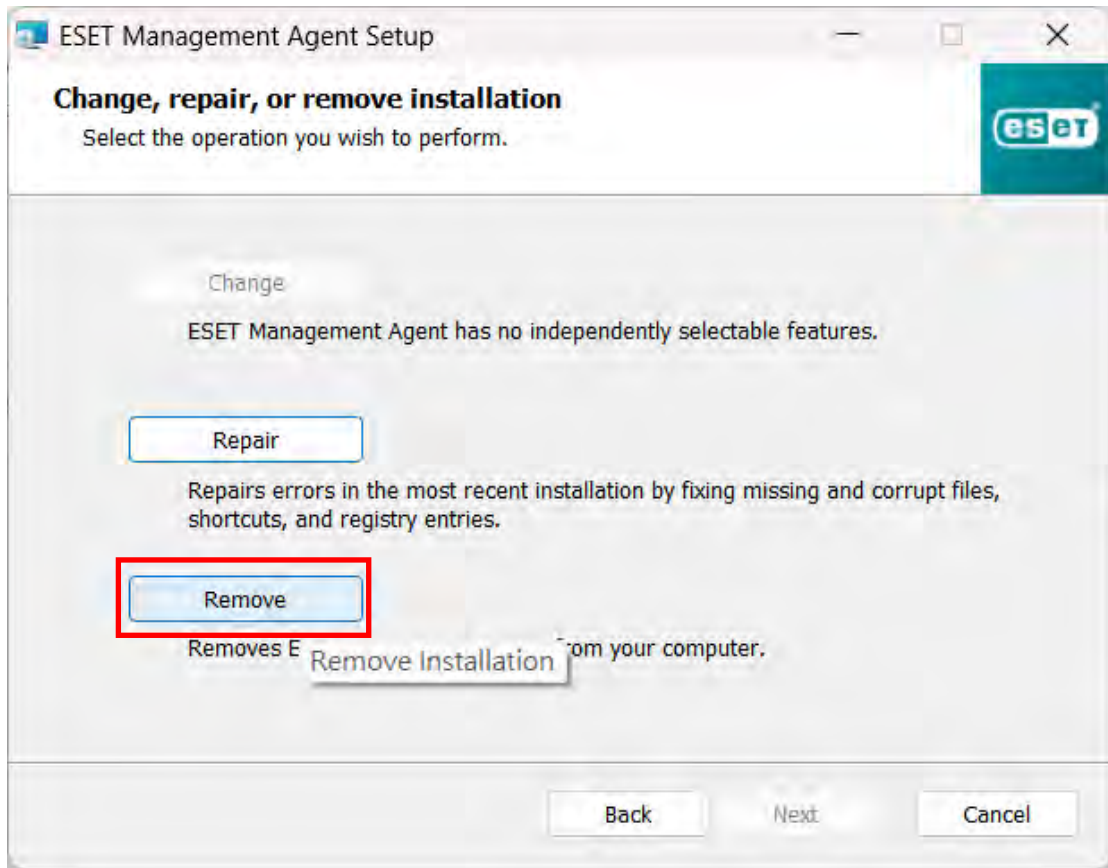 ESET Management Agent Setup
Change, repair, or remove installation
Select the operation you wish to perform.
eset
Change
ESET Management Agent has no independently selectable features.
Repair
Repairs errors in the most recent installation by fixing missing and corrupt files,
shortcuts, and registry entries.
Remove
Removes E om your computer.
Remove Installation
Back Next Cancel